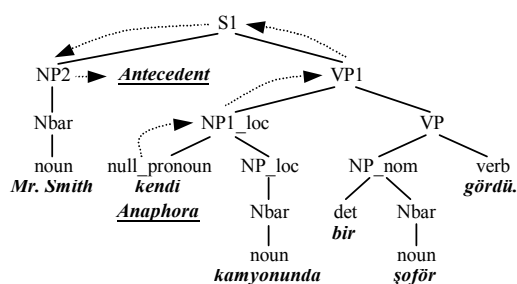 S1
NP2 Antecedent VP1
Nbar NP1_loc VP
noun null_pronoun NP_loc NP_nom verb
Mr. Smith kendi gördü.
Anaphora Nbar det Nbar
bir
noun noun
kamyonunda şoför